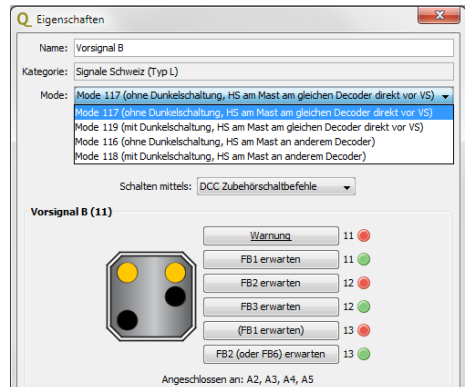 Eigenschaften
Name: Vorsignal B
Kategorie: Signale Schweiz (Typ L)
Mode: Mode 117 (ohne Dunkelschaltung, HS am Mast am gleichen Decoder direkt vor VS)
Mode 117 (ohne Dunkelschaltung, HS am Mast am gleichen Decoder direkt vor VS)
Mode 119 (mit Dunkelschaltung, HS am Mast am gleichen Decoder direkt vor VS)
Mode 116 (ohne Dunkelschaltung, HS am Mast an anderem Decoder)
Mode 118 (mit Dunkelschaltung, HS am Mast an anderem Decoder)
Schalten mittels: DCC Zubehörschaltbefehle
Vorsignal B (11)
Warnung 11
FB1 erwarten 11
FB2 erwarten 12
FB3 erwarten 12
(FB1 erwarten) 13
FB2 (oder FB6) erwarten 13
Angeschlossen an: A2, A3, A4, A5